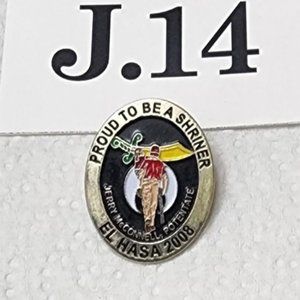 J.14
PROUD TO BE A SHRINER
JERRY McCONNELL, POTENTATE
EL HASA 2008